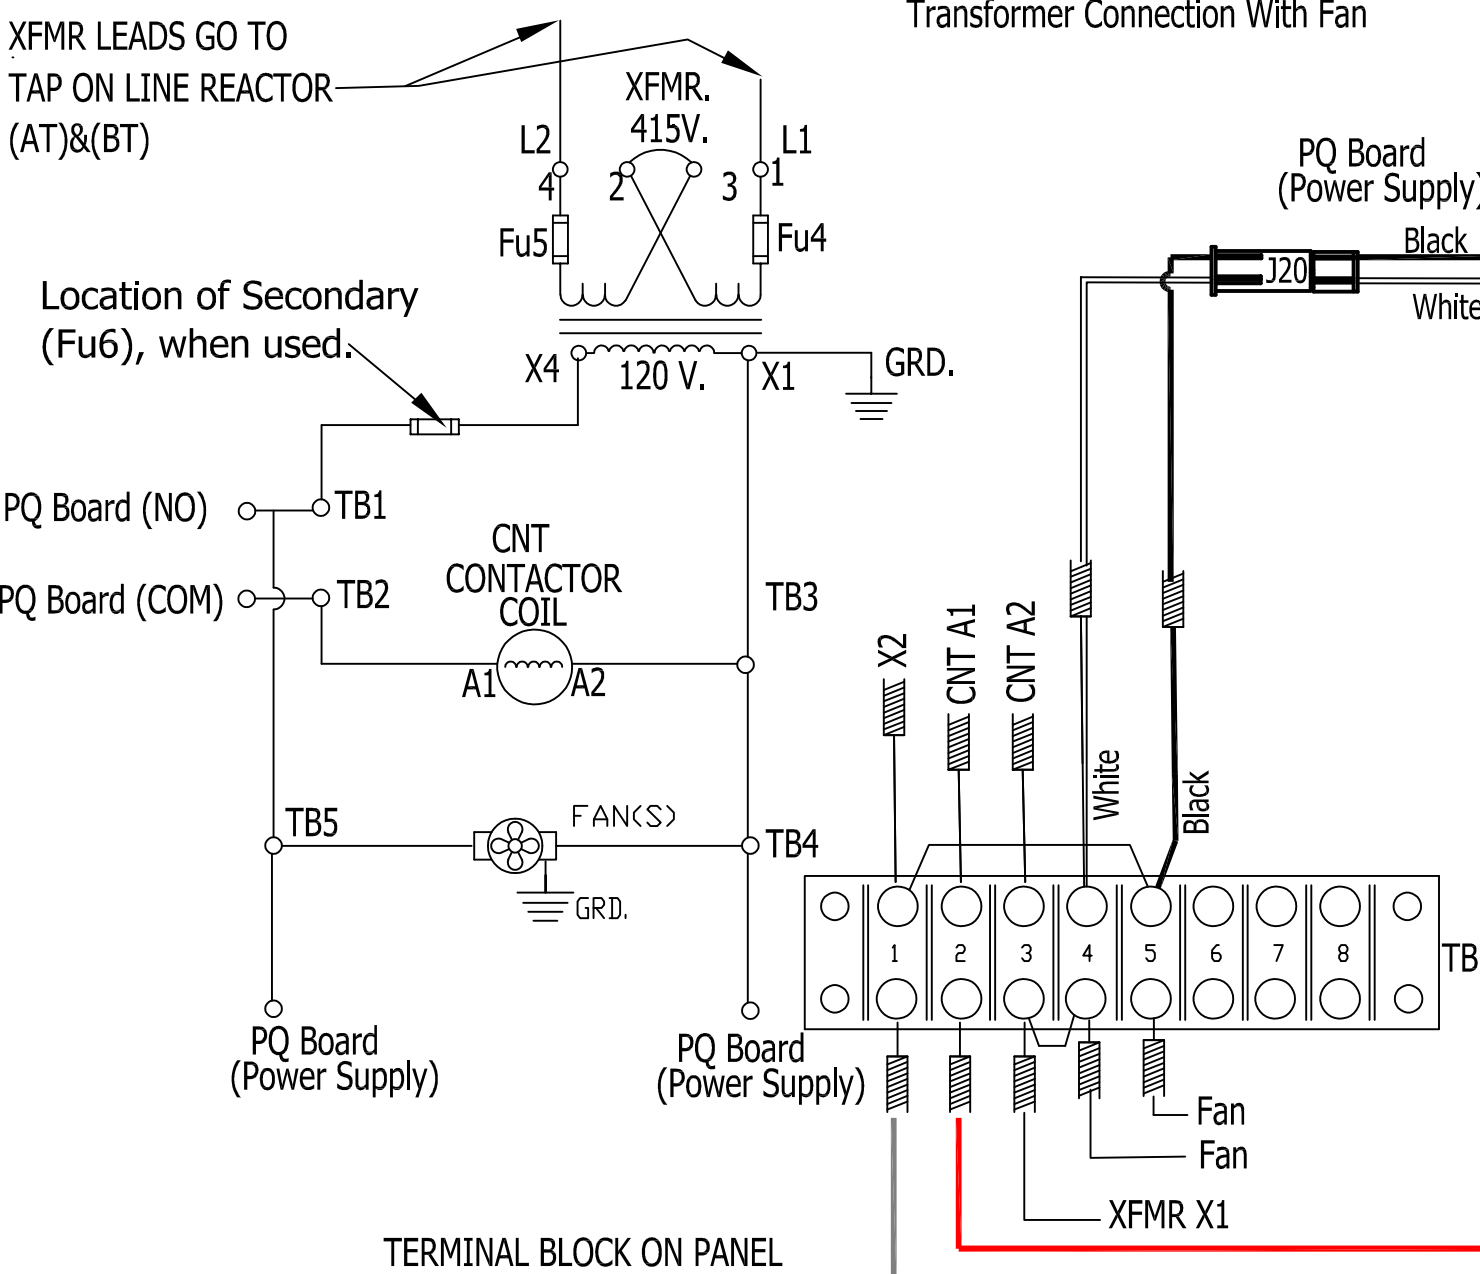 Transformer Connection With Fan
XFMR LEADS GO TO
TAP ON LINE REACTOR
(AT)&(BT)
XFMR.
415V.
L2
L1
4
2
3
1
Fu5
Fu4
PQ Board
(Power Supply)
Black
J20
White
Location of Secondary
(Fu6), when used.
X4
120 V.
X1
GRD.
PQ Board (NO)
TB1
CNT
CONTACTOR
COIL
PQ Board (COM)
TB2
TB3
A1
A2
X2
CNT A1
CNT A2
White
Black
TB5
FAN(S)
TB4
GRD.
1 2 3 4 5 6 7 8
TB
PQ Board
(Power Supply)
PQ Board
(Power Supply)
Fan
Fan
XFMR X1
TERMINAL BLOCK ON PANEL